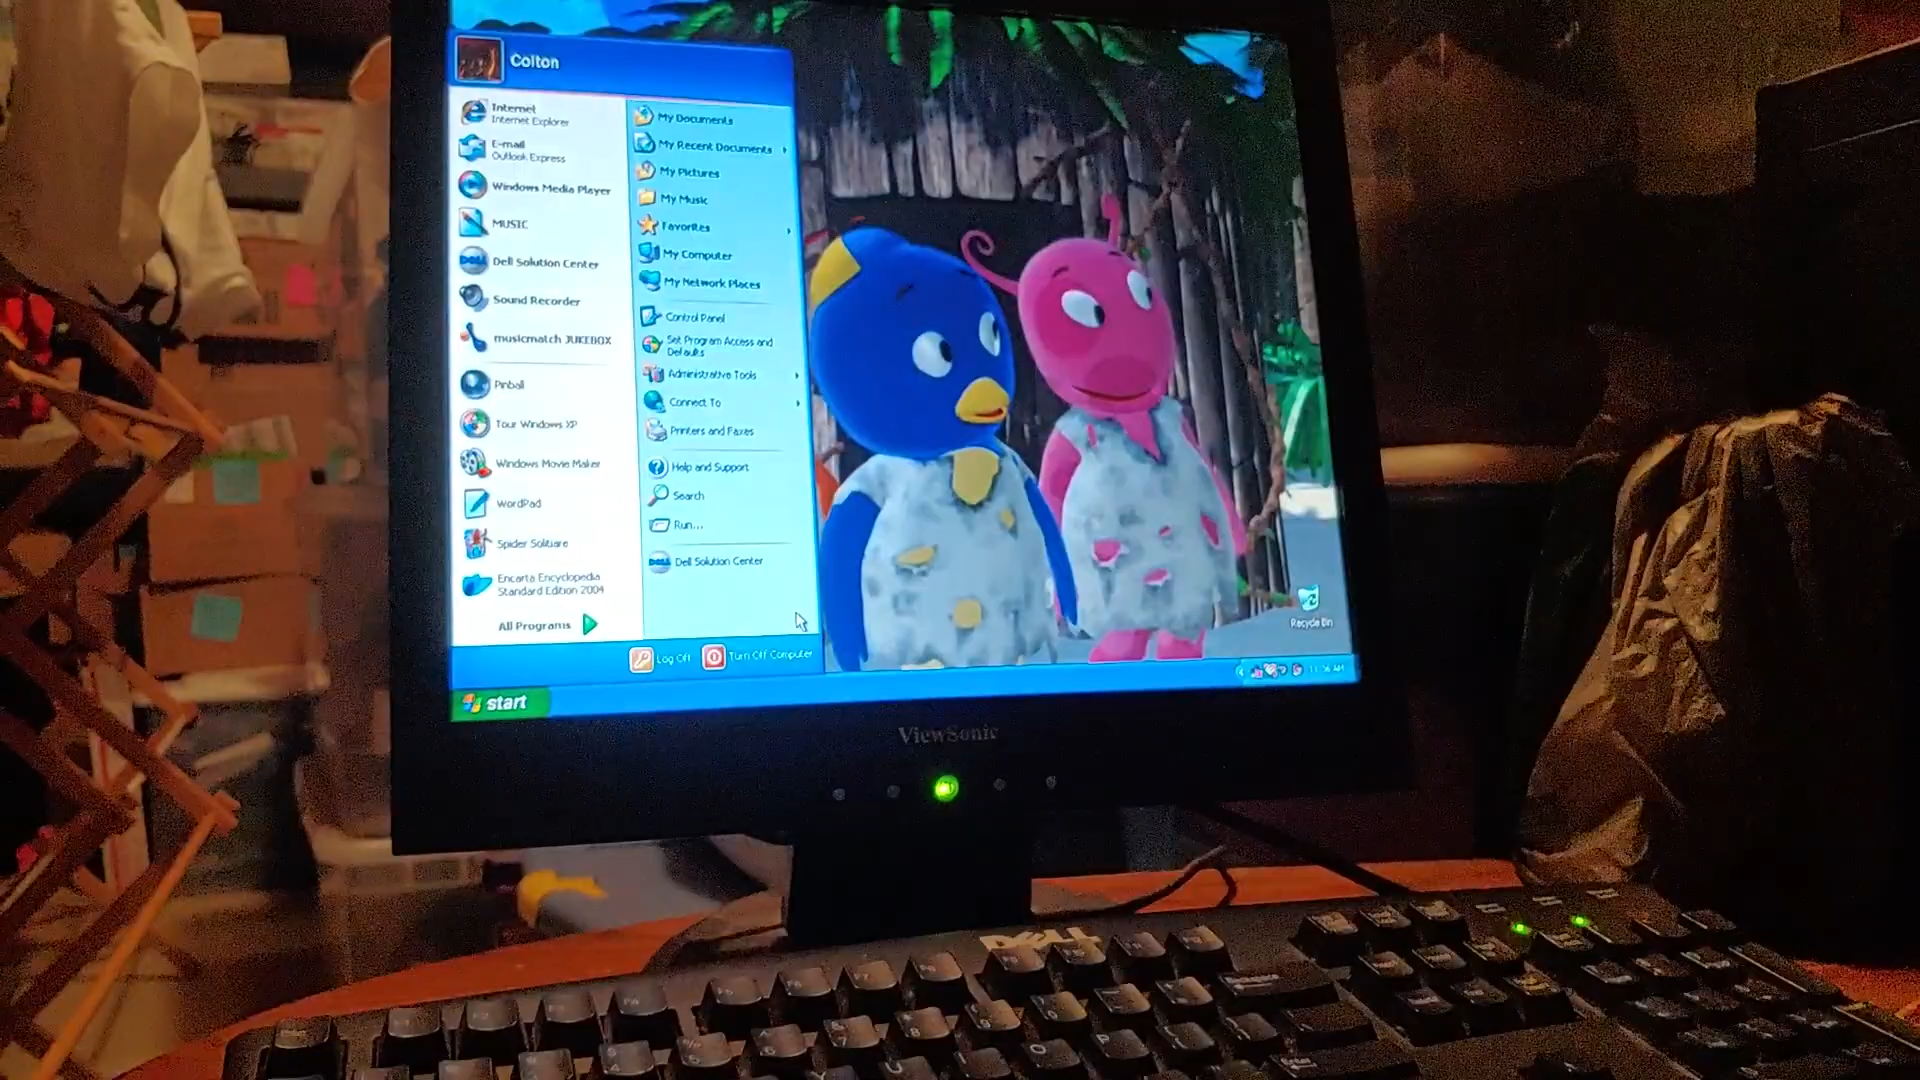 Colton
Internet
Internet Explorer
E-mail
Outlook Express
Windows Media Player
MUSIC
Dell Solution Center
Sound Recorder
musicmatch JUKEBOX
Pinball
Tour Windows XP
Windows Movie Maker
WordPad
Spider Solitaire
Encarta Encyclopedia
Standard Edition 2004
All Programs
My Documents
My Recent Documents
My Pictures
My Music
Favorites
My Computer
My Network Places
Control Panel
Set Program Access and
Defaults
Administrative Tools
Connect To
Printers and Faxes
Help and Support
Search
Run...
DELL
Dell Solution Center
Log Off
Turn Off Computer
Recycle Bin
start
ViewSonic
DELL